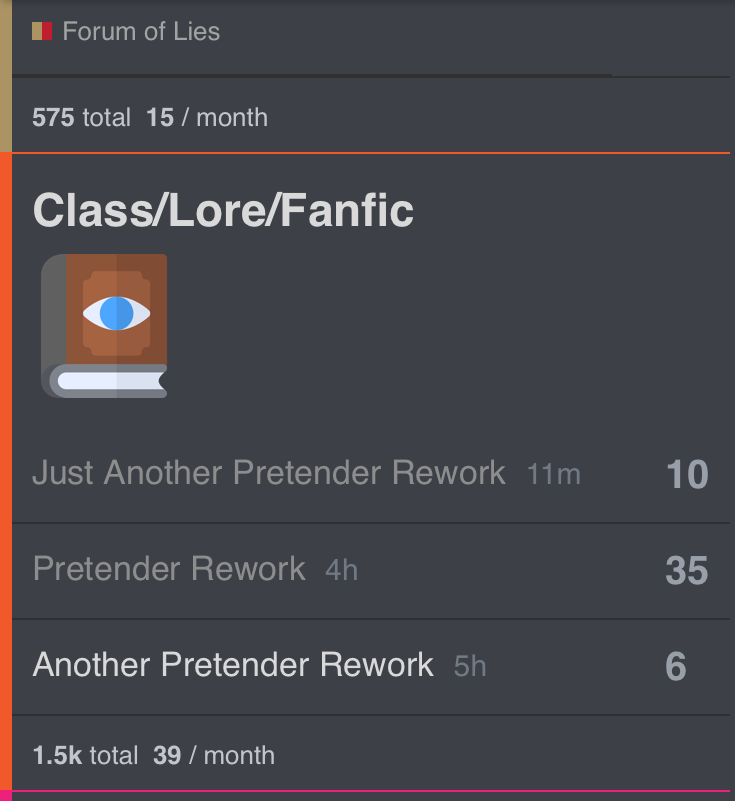 Forum of Lies
575 total 15 / month
Class/Lore/Fanfic
Just Another Pretender Rework 11m 10
Pretender Rework 4h 35
Another Pretender Rework 5h 6
1.5k total 39 / month